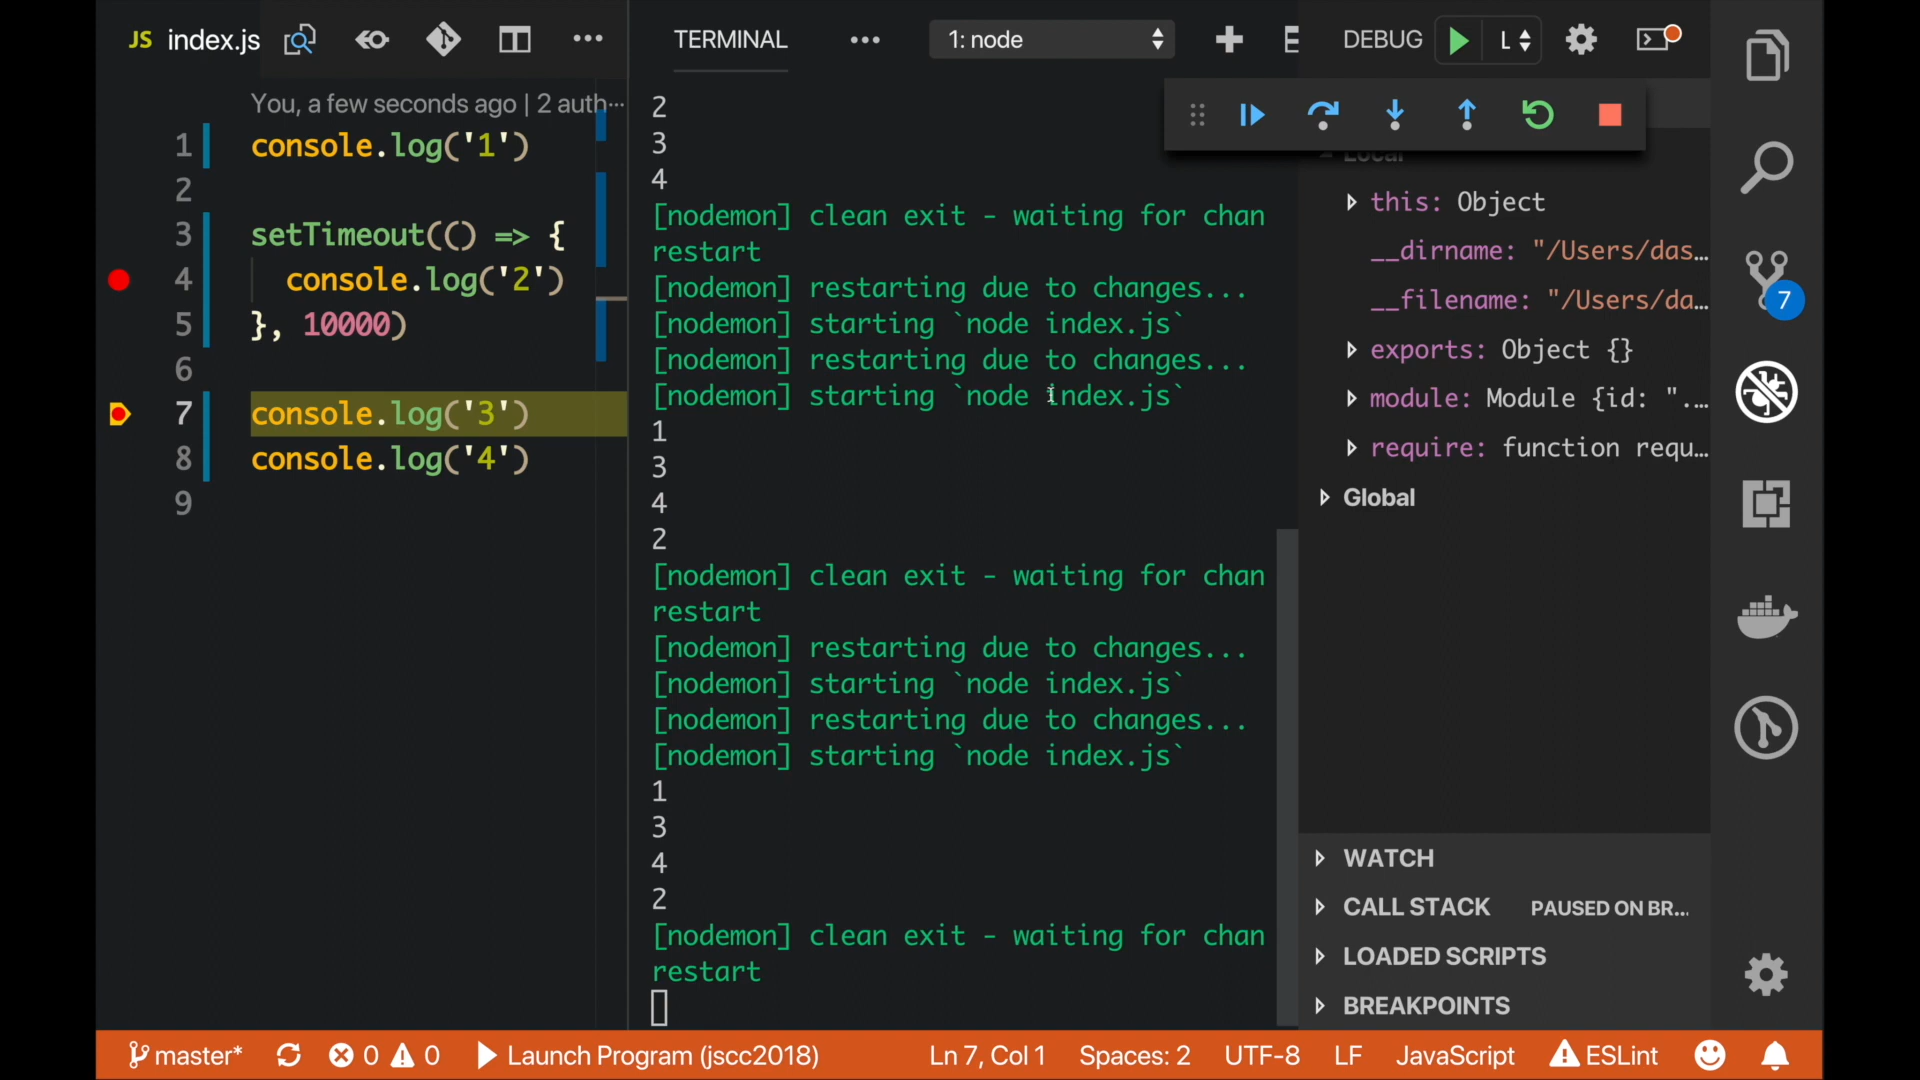 JS index.js
You, a few seconds ago | 2 auth…
1 console.log('1')
2
3 setTimeout(() => {
4 console.log('2')
5 }, 10000)
6
7 console.log('3')
8 console.log('4')
9
TERMINAL
1: node
2
3
4
[nodemon] clean exit - waiting for chan
restart
[nodemon] restarting due to changes...
[nodemon] starting `node index.js`
[nodemon] restarting due to changes...
[nodemon] starting `node index.js`
1
3
4
2
[nodemon] clean exit - waiting for chan
restart
[nodemon] restarting due to changes...
[nodemon] starting `node index.js`
[nodemon] restarting due to changes...
[nodemon] starting `node index.js`
1
3
4
2
[nodemon] clean exit - waiting for chan
restart
DEBUG L
Local
this: Object
__dirname: "/Users/das…
__filename: "/Users/da…
exports: Object {}
module: Module {id: ".…
require: function requ…
Global
WATCH
CALL STACK PAUSED ON BR…
LOADED SCRIPTS
BREAKPOINTS
7
master* 0 0 Launch Program (jscc2018) Ln 7, Col 1 Spaces: 2 UTF-8 LF JavaScript ESLint